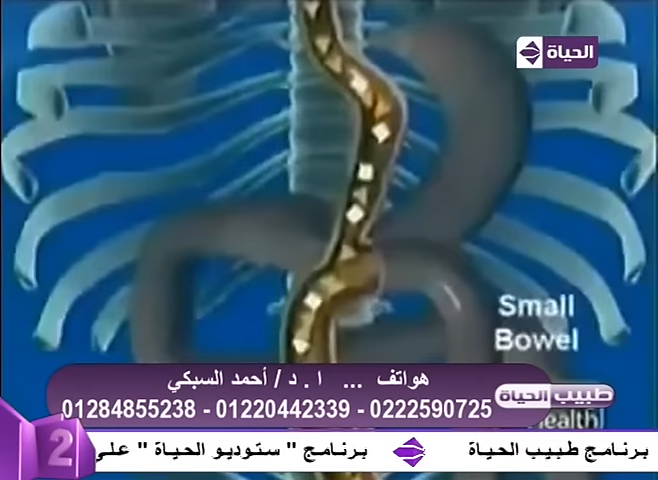 الحياة
Small
Bowel
هواتف ... ا . د / أحمد السبكي
01284855238 - 01220442339 - 0222590725
طبيب الحياة
Health
2
برنامج طبيب الحياة برنامج " ستوديو الحياة " على